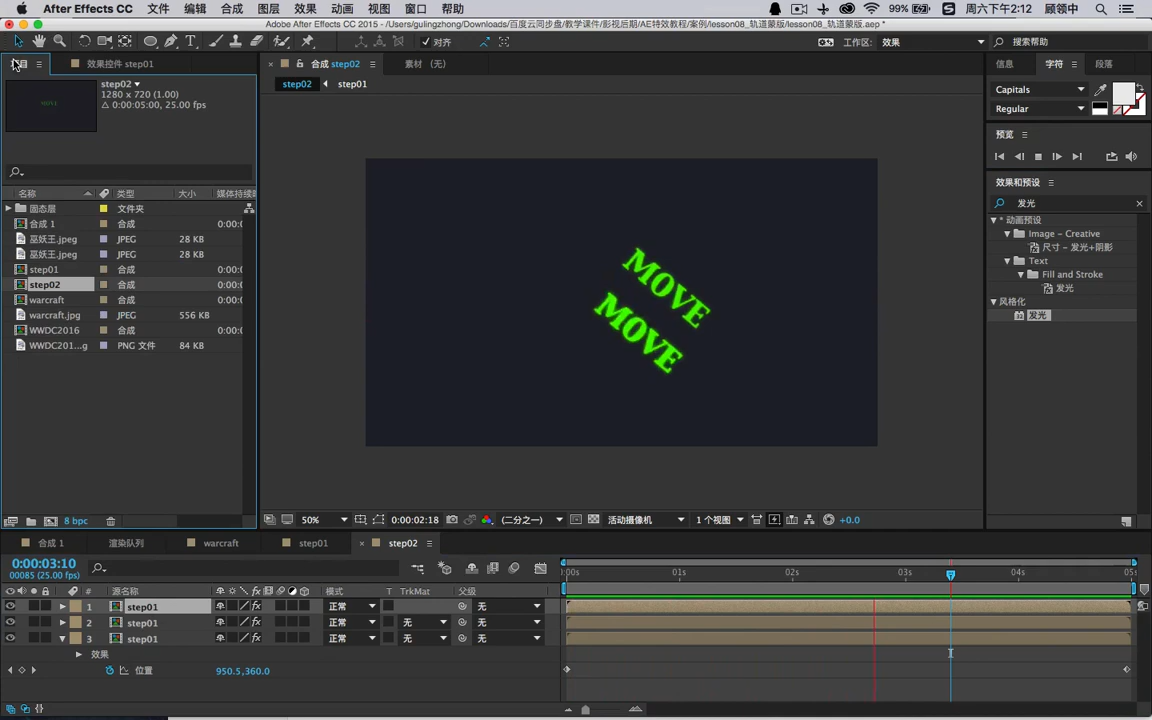 After Effects CC 文件 编辑 合成 图层 效果 动画 视图 窗口 帮助 99% 周六下午2:12 顾领中
Adobe After Effects CC 2015 - /Users/gulingzhong/Downloads/百度云同步盘/教学课件/影视后期/AE特效教程/案例/lesson08_轨道蒙版/lesson08_轨道蒙版.aep *
对齐 工作区: 效果 搜索帮助
效果控件 step01 合成 step02 素材 (无) 信息 字符 段落
step02
1280 x 720 (1.00)
Δ 0:00:05:00, 25.00 fps
step02 step01
Capitals
Regular
预览
效果和预设
发光
* 动画预设
Image - Creative
尺寸 - 发光+阴影
Text
Fill and Stroke
发光
风格化
发光
名称 类型 大小 媒体持续
固态层 文件夹
合成 1 合成 0:00:0
巫妖王.jpeg JPEG 28 KB
巫妖王.jpeg JPEG 28 KB
step01 合成 0:00:0
step02 合成 0:00:0
warcraft 合成 0:00:0
warcraft.jpg JPEG 556 KB
WWDC2016 合成 0:00:0
WWDC201...g PNG 文件 84 KB
MOVE
MOVE
MOVE
8 bpc
50% 0:00:02:18 (二分之一) 活动摄像机 1 个视图 +0.0
合成 1 渲染队列 warcraft step01 step02
0:00:03:10
00085 (25.00 fps)
:00s 01s 02s 03s 04s 05s
# 源名称 模式 T TrkMat 父级
1 step01 正常 无
2 step01 正常 无 无
3 step01 正常 无 无
效果
位置 950.5,360.0